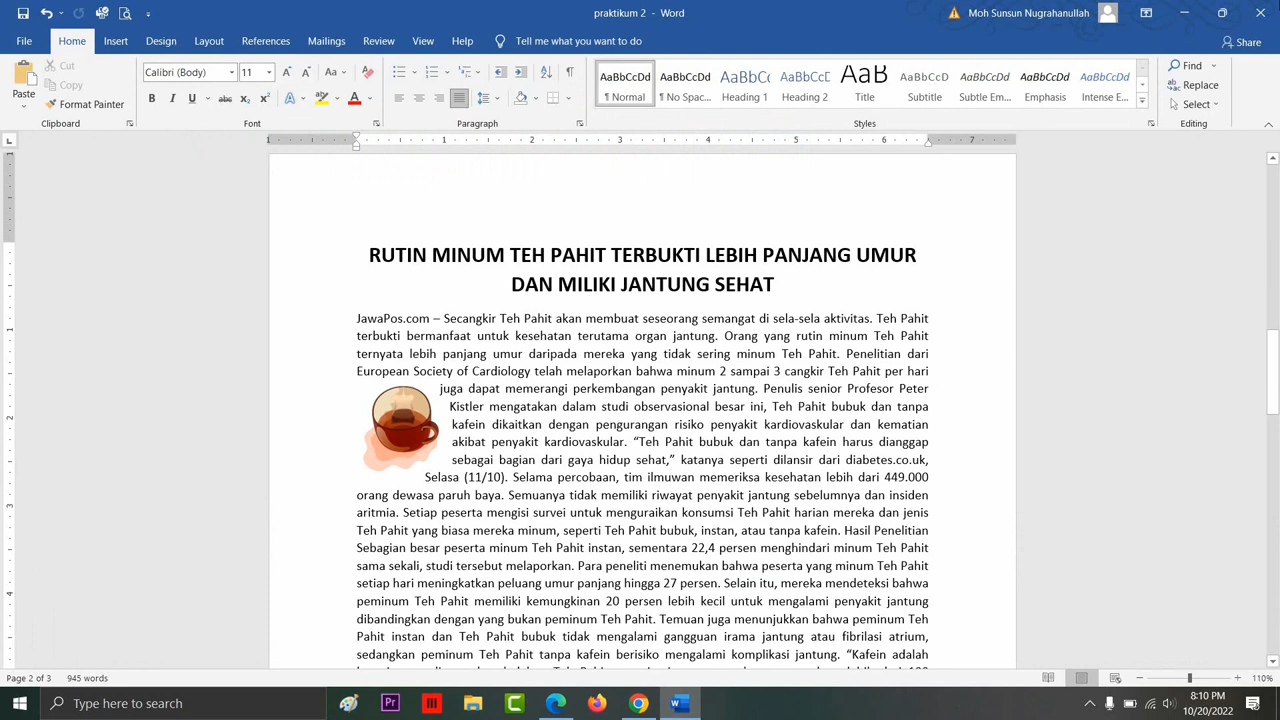 praktikum 2 - Word
Moh Sunsun Nugrahanullah
File Home Insert Design Layout References Mailings Review View Help Tell me what you want to do Share
Paste
Cut
Copy
Format Painter
Clipboard
Calibri (Body) 11
Font
Paragraph
AaBbCcDd AaBbCcDd AaBbCc AaBbCcD AaB AaBbCcD AaBbCcDd AaBbCcDd AaBbCcDd
¶ Normal ¶ No Spac... Heading 1 Heading 2 Title Subtitle Subtle Em... Emphasis Intense E...
Styles
Find
Replace
Select
Editing
1 1 2 3 4 5 6 7
RUTIN MINUM TEH PAHIT TERBUKTI LEBIH PANJANG UMUR
DAN MILIKI JANTUNG SEHAT
JawaPos.com – Secangkir Teh Pahit akan membuat seseorang semangat di sela-sela aktivitas. Teh Pahit
terbukti bermanfaat untuk kesehatan terutama organ jantung. Orang yang rutin minum Teh Pahit
ternyata lebih panjang umur daripada mereka yang tidak sering minum Teh Pahit. Penelitian dari
European Society of Cardiology telah melaporkan bahwa minum 2 sampai 3 cangkir Teh Pahit per hari
juga dapat memerangi perkembangan penyakit jantung. Penulis senior Profesor Peter
Kistler mengatakan dalam studi observasional besar ini, Teh Pahit bubuk dan tanpa
kafein dikaitkan dengan pengurangan risiko penyakit kardiovaskular dan kematian
akibat penyakit kardiovaskular. “Teh Pahit bubuk dan tanpa kafein harus dianggap
sebagai bagian dari gaya hidup sehat,” katanya seperti dilansir dari diabetes.co.uk,
Selasa (11/10). Selama percobaan, tim ilmuwan memeriksa kesehatan lebih dari 449.000
orang dewasa paruh baya. Semuanya tidak memiliki riwayat penyakit jantung sebelumnya dan insiden
aritmia. Setiap peserta mengisi survei untuk menguraikan konsumsi Teh Pahit harian mereka dan jenis
Teh Pahit yang biasa mereka minum, seperti Teh Pahit bubuk, instan, atau tanpa kafein. Hasil Penelitian
Sebagian besar peserta minum Teh Pahit instan, sementara 22,4 persen menghindari minum Teh Pahit
sama sekali, studi tersebut melaporkan. Para peneliti menemukan bahwa peserta yang minum Teh Pahit
setiap hari meningkatkan peluang umur panjang hingga 27 persen. Selain itu, mereka mendeteksi bahwa
peminum Teh Pahit memiliki kemungkinan 20 persen lebih kecil untuk mengalami penyakit jantung
dibandingkan dengan yang bukan peminum Teh Pahit. Temuan juga menunjukkan bahwa peminum Teh
Pahit instan dan Teh Pahit bubuk tidak mengalami gangguan irama jantung atau fibrilasi atrium,
sedangkan peminum Teh Pahit tanpa kafein berisiko mengalami komplikasi jantung. “Kafein adalah
Page 2 of 3 945 words 110%
Type here to search
8:10 PM
10/20/2022